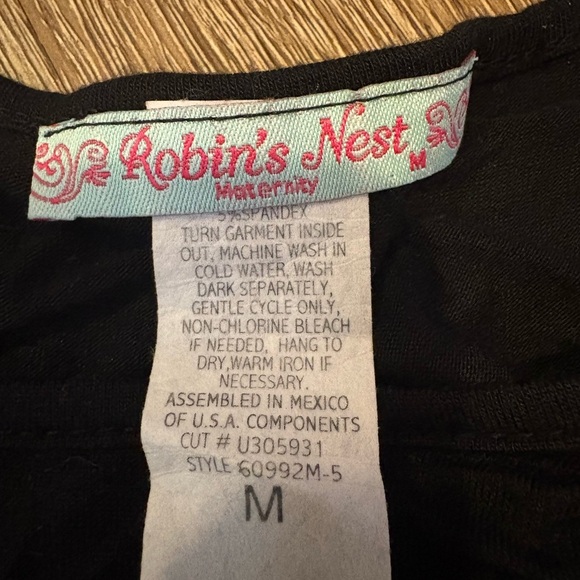 Robin's Nest
M
Maternity
5% SPANDEX
TURN GARMENT INSIDE
OUT, MACHINE WASH IN
COLD WATER, WASH
DARK SEPARATELY,
GENTLE CYCLE ONLY,
NON-CHLORINE BLEACH
IF NEEDED, HANG TO
DRY,WARM IRON IF
NECESSARY.
ASSEMBLED IN MEXICO
OF U.S.A. COMPONENTS
CUT # U305931
STYLE 60992M-5
M